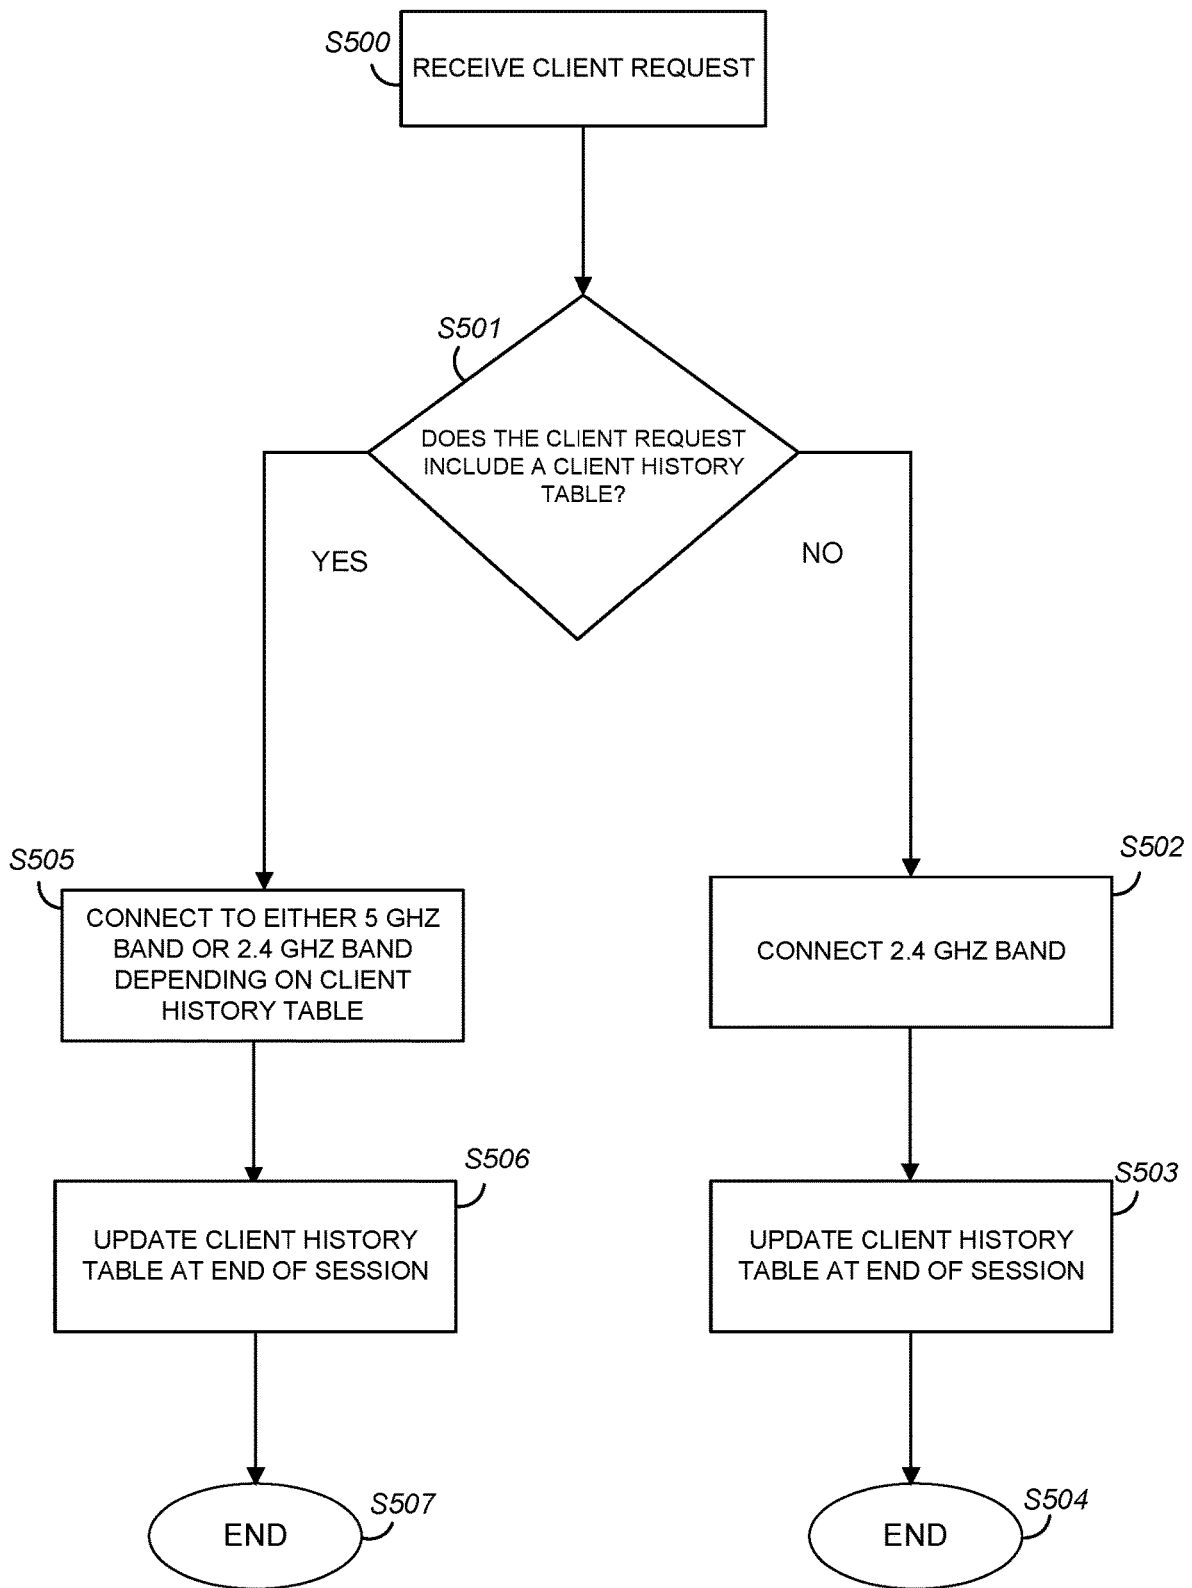 S500
RECEIVE CLIENT REQUEST
S501
DOES THE CLIENT REQUEST
INCLUDE A CLIENT HISTORY
TABLE?
YES
NO
S505
CONNECT TO EITHER 5 GHZ
BAND OR 2.4 GHZ BAND
DEPENDING ON CLIENT
HISTORY TABLE
S502
CONNECT 2.4 GHZ BAND
S506
UPDATE CLIENT HISTORY
TABLE AT END OF SESSION
S503
UPDATE CLIENT HISTORY
TABLE AT END OF SESSION
S507
END
S504
END